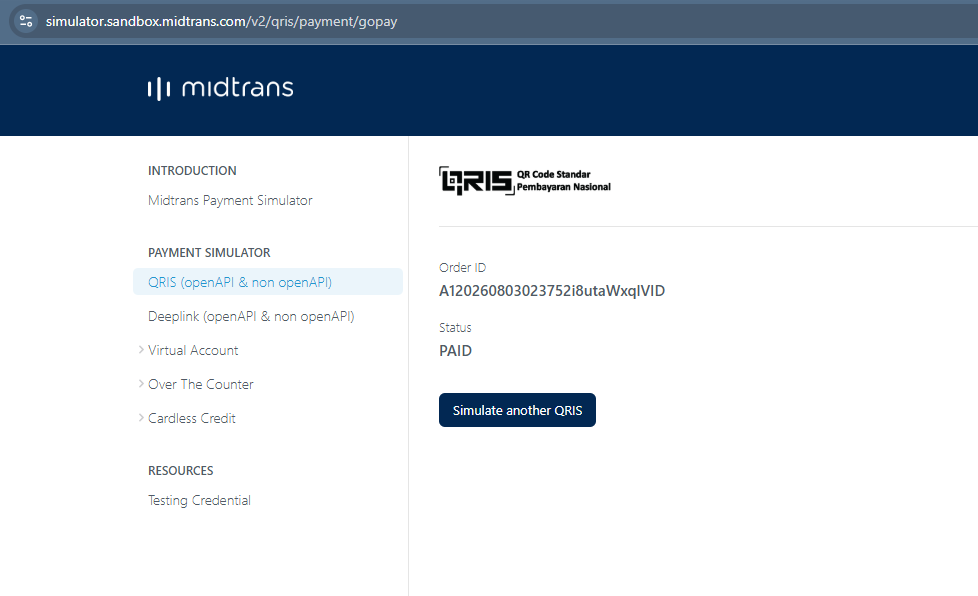 simulator.sandbox.midtrans.com/v2/qris/payment/gopay
midtrans
INTRODUCTION
Midtrans Payment Simulator
PAYMENT SIMULATOR
QRIS (openAPI & non openAPI)
Deeplink (openAPI & non openAPI)
Virtual Account
Over The Counter
Cardless Credit
RESOURCES
Testing Credential
QRIS
QR Code Standar
Pembayaran Nasional
Order ID
A120260803023752i8utaWxqlVID
Status
PAID
Simulate another QRIS